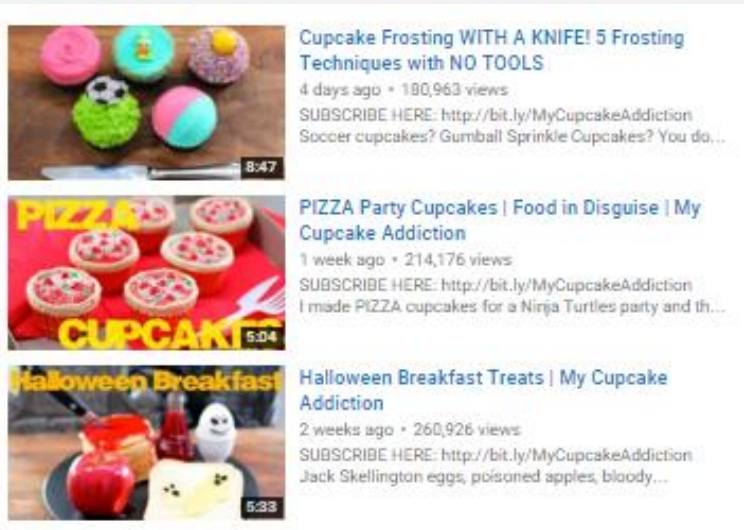 Cupcake Frosting WITH A KNIFE! 5 Frosting
Techniques with NO TOOLS
4 days ago • 180,963 views
SUBSCRIBE HERE: http://bit.ly/MyCupcakeAddiction
Soccer cupcakes? Gumball Sprinkle Cupcakes? You do...
8:47
PIZZA
CUPCAKES
5:04
PIZZA Party Cupcakes | Food in Disguise | My
Cupcake Addiction
1 week ago • 214,176 views
SUBSCRIBE HERE: http://bit.ly/MyCupcakeAddiction
I made PIZZA cupcakes for a Ninja Turtles party and th...
Halloween Breakfast
5:33
Halloween Breakfast Treats | My Cupcake
Addiction
2 weeks ago • 260,926 views
SUBSCRIBE HERE: http://bit.ly/MyCupcakeAddiction
Jack Skellington eggs, poisoned apples, bloody...